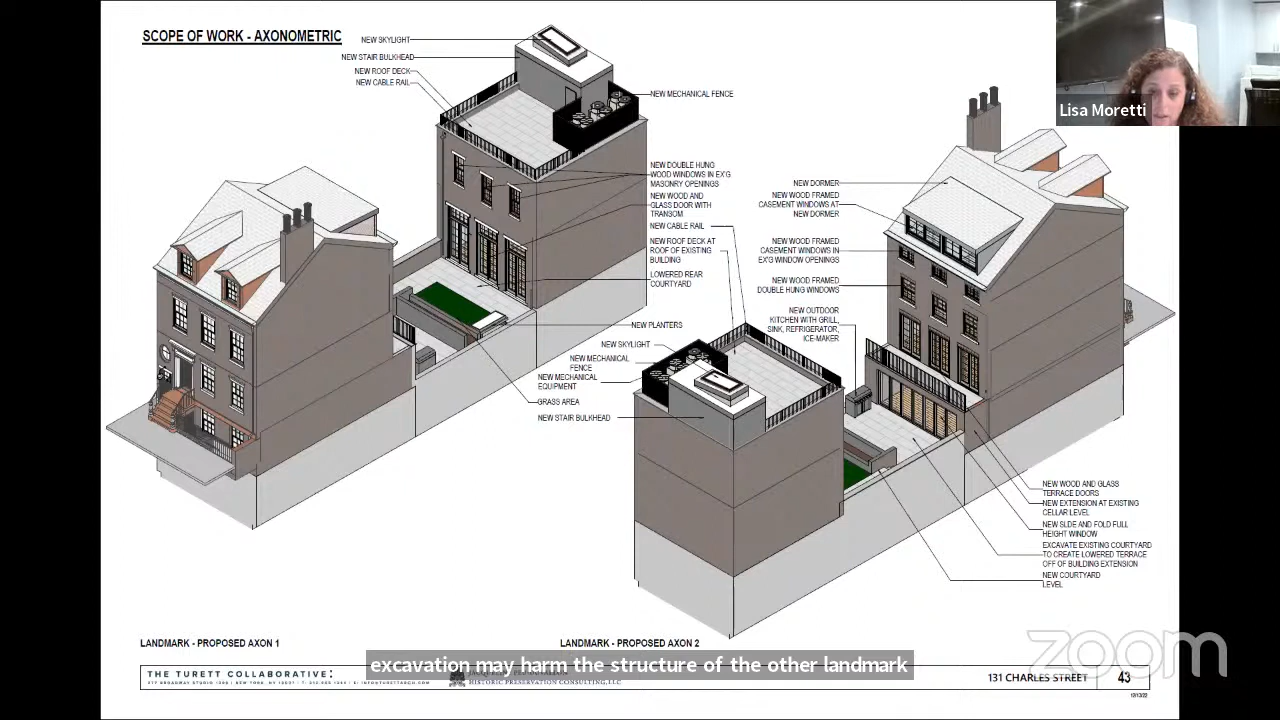 SCOPE OF WORK - AXONOMETRIC
NEW SKYLIGHT
NEW STAIR BULKHEAD
NEW ROOF DECK
NEW CABLE RAIL
NEW MECHANICAL FENCE
Lisa Moretti
NEW DOUBLE HUNG
WOOD WINDOWS IN EX'G
MASONRY OPENINGS
NEW WOOD AND
GLASS DOOR WITH
TRANSOM
NEW CABLE RAIL
NEW ROOF DECK AT
ROOF OF EXISTING
BUILDING
LOWERED REAR
COURTYARD
NEW PLANTERS
NEW SKYLIGHT
NEW MECHANICAL
FENCE
NEW MECHANICAL
EQUIPMENT
GRASS AREA
NEW STAIR BULKHEAD
NEW DORMER
NEW WOOD FRAMED
CASEMENT WINDOWS AT
NEW DORMER
NEW WOOD FRAMED
CASEMENT WINDOWS IN
EX'G WINDOW OPENINGS
NEW WOOD FRAMED
DOUBLE HUNG WINDOWS
NEW OUTDOOR
KITCHEN WITH GRILL,
SINK, REFRIGERATOR,
ICE-MAKER
NEW WOOD AND GLASS
TERRACE DOORS
NEW EXTENSION AT EXISTING
CELLAR LEVEL
NEW SLDE AND FOLD FULL
HEIGHT WINDOW
EXCAVATE EXISTING COURTYARD
TO CREATE LOWERED TERRACE
OFF OF BUILDING EXTENSION
NEW COURTYARD
LEVEL
LANDMARK - PROPOSED AXON 1
LANDMARK - PROPOSED AXON 2
excavation may harm the structure of the other landmark
zoom
THE TURETT COLLABORATIVE:
HISTORIC PRESERVATION CONSULTING, LLC
131 CHARLES STREET
43
12/13/22